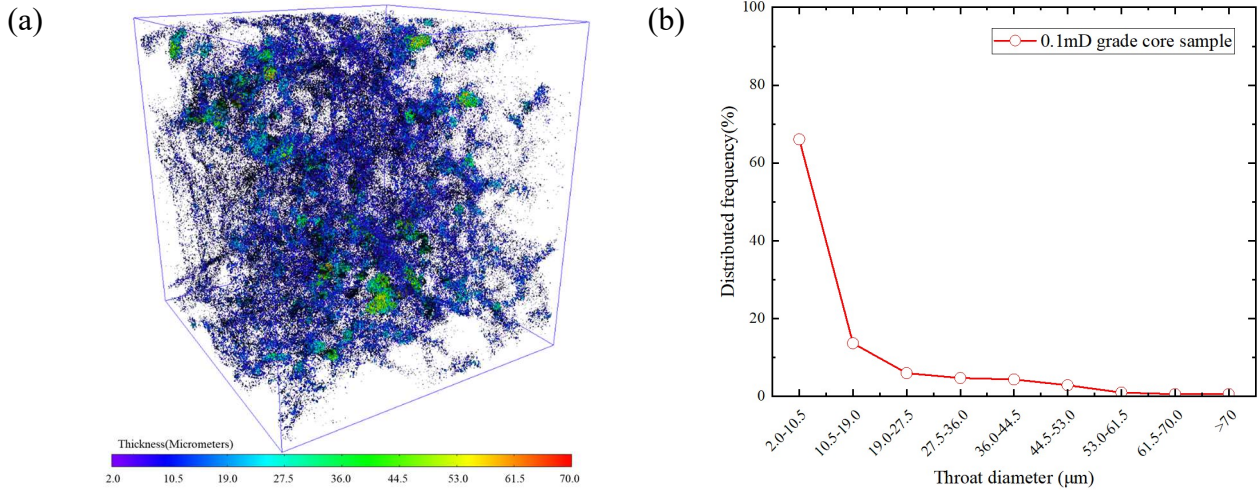 (a)
Thickness(Micrometers)
2.0 10.5 19.0 27.5 36.0 44.5 53.0 61.5 70.0
(b)
0.1mD grade core sample
Distributed frequency(%)
100
80
60
40
20
0
2.0-10.5 10.5-19.0 19.0-27.5 27.5-36.0 36.0-44.5 44.5-53.0 53.0-61.5 61.5-70.0 >70
Throat diameter (μm)